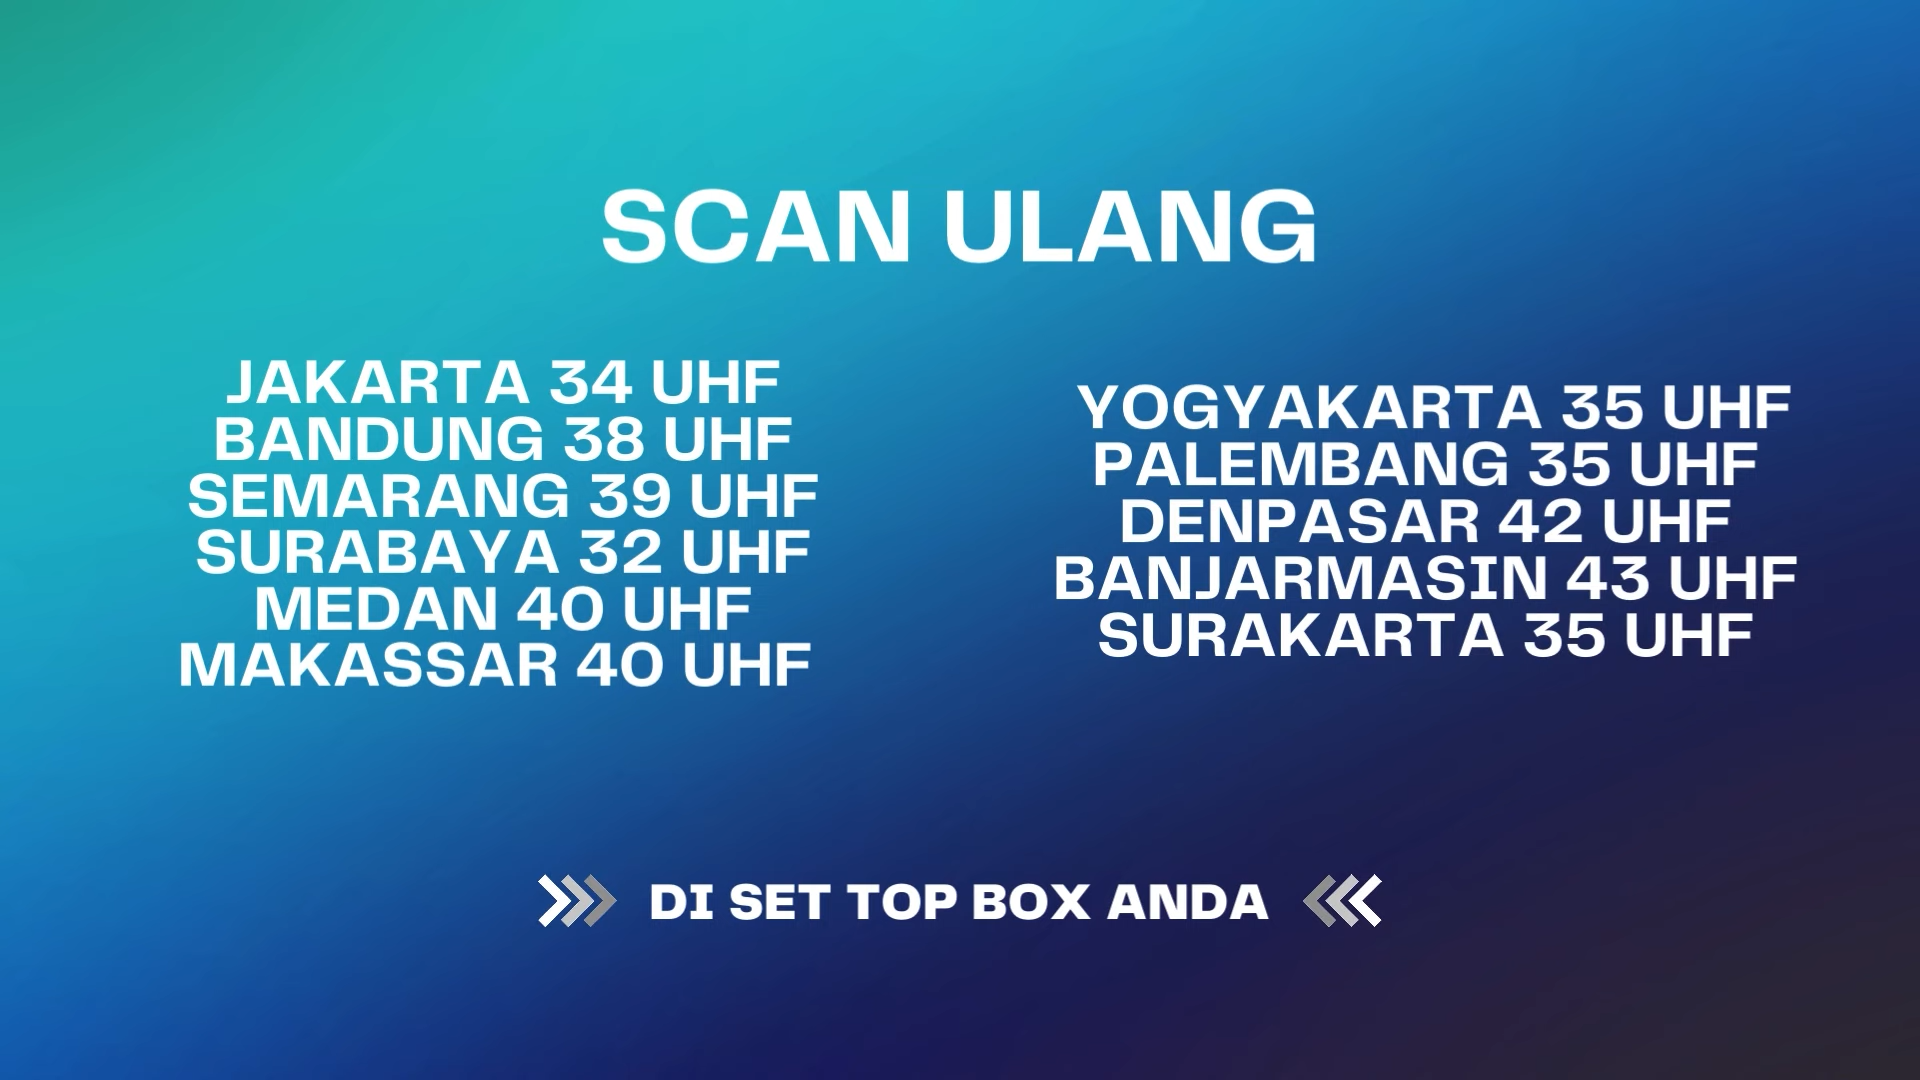 SCAN ULANG
JAKARTA 34 UHF
BANDUNG 38 UHF
SEMARANG 39 UHF
SURABAYA 32 UHF
MEDAN 40 UHF
MAKASSAR 40 UHF
YOGYAKARTA 35 UHF
PALEMBANG 35 UHF
DENPASAR 42 UHF
BANJARMASIN 43 UHF
SURAKARTA 35 UHF
DI SET TOP BOX ANDA